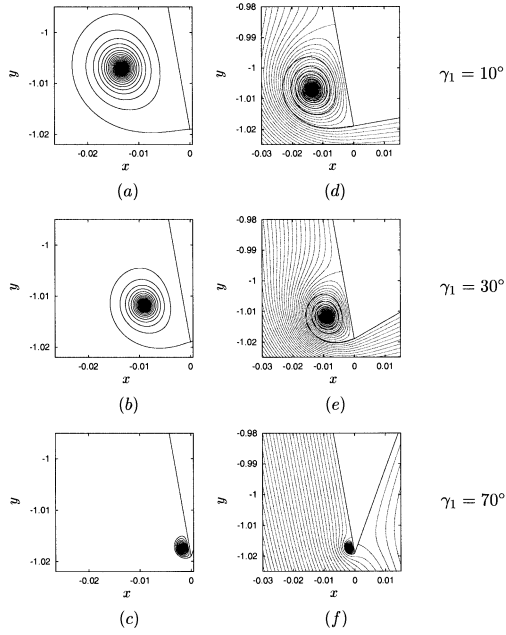 -1
-1.01
-1.02
y
-0.02 -0.01 0
x
(a)
-0.98
-0.99
-1
-1.01
-1.02
y
-0.03 -0.02 -0.01 0 0.01
x
(d)
γ₁ = 10°
-1
-1.01
-1.02
y
-0.02 -0.01 0
x
(b)
-0.98
-0.99
-1
-1.01
-1.02
y
-0.03 -0.02 -0.01 0 0.01
x
(e)
γ₁ = 30°
-1
-1.01
-1.02
y
-0.02 -0.01 0
x
(c)
-0.98
-0.99
-1
-1.01
-1.02
y
-0.03 -0.02 -0.01 0 0.01
x
(f)
γ₁ = 70°